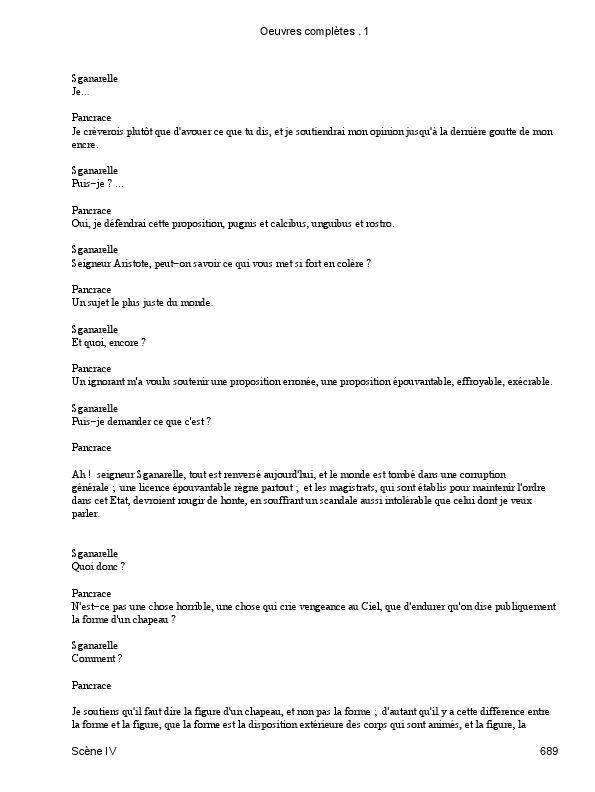 Oeuvres complètes . 1
Sganarelle
Je...
Pancrace
Je crèverois plutôt que d'avouer ce que tu dis, et je soutiendrai mon opinion jusqu'à la dernière goutte de mon
encre.
Sganarelle
Puis−je ? ...
Pancrace
Oui, je défendrai cette proposition, pugnis et calcibus, unguibus et rostro.
Sganarelle
Seigneur Aristote, peut−on savoir ce qui vous met si fort en colère ?
Pancrace
Un sujet le plus juste du monde.
Sganarelle
Et quoi, encore ?
Pancrace
Un ignorant m'a voulu soutenir une proposition erronée, une proposition épouvantable, effroyable, exécrable.
Sganarelle
Puis−je demander ce que c'est ?
Pancrace
Ah ! seigneur Sganarelle, tout est renversé aujourd'hui, et le monde est tombé dans une corruption
générale ; une licence épouvantable règne partout ; et les magistrats, qui sont établis pour maintenir l'ordre
dans cet Etat, devroient rougir de honte, en souffrant un scandale aussi intolérable que celui dont je veux
parler.
Sganarelle
Quoi donc ?
Pancrace
N'est−ce pas une chose horrible, une chose qui crie vengeance au Ciel, que d'endurer qu'on dise publiquement
la forme d'un chapeau ?
Sganarelle
Comment ?
Pancrace
Je soutiens qu'il faut dire la figure d'un chapeau, et non pas la forme ; d'autant qu'il y a cette différence entre
la forme et la figure, que la forme est la disposition extérieure des corps qui sont animés, et la figure, la
Scène IV 689